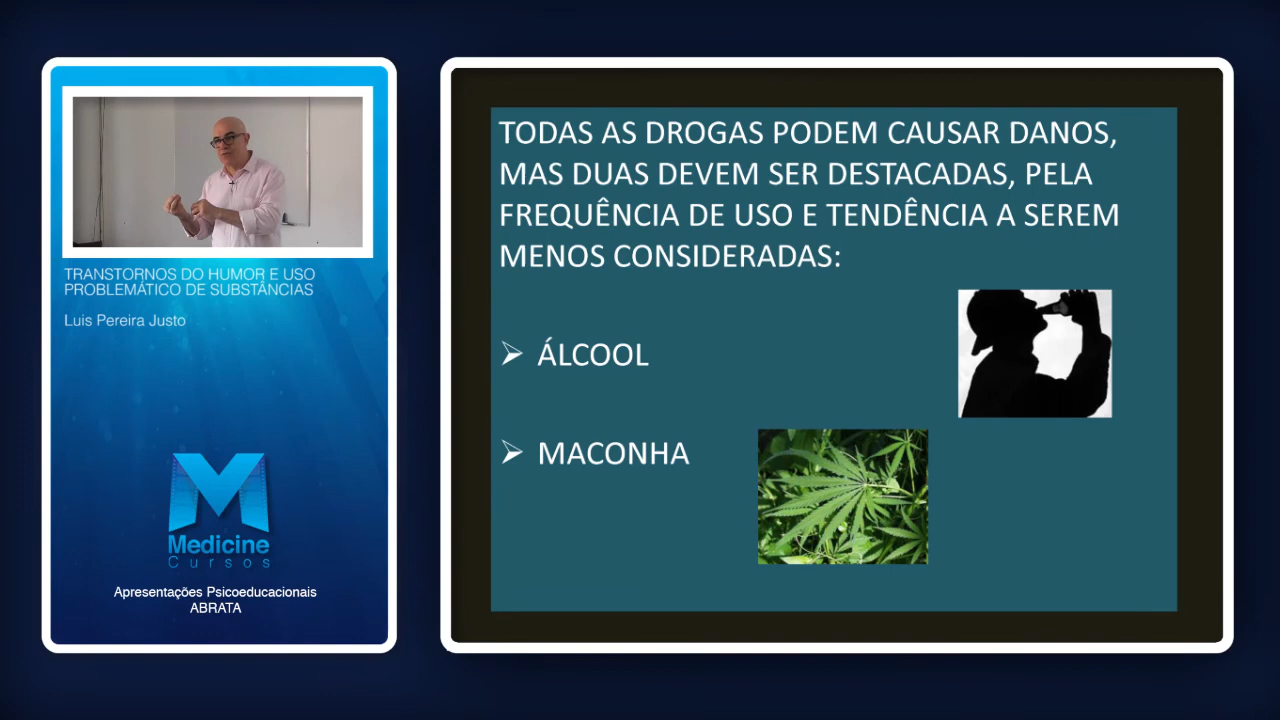 TRANSTORNOS DO HUMOR E USO
PROBLEMÁTICO DE SUBSTÂNCIAS
Luis Pereira Justo
Medicine
Cursos
Apresentações Psicoeducacionais
ABRATA
TODAS AS DROGAS PODEM CAUSAR DANOS,
MAS DUAS DEVEM SER DESTACADAS, PELA
FREQUÊNCIA DE USO E TENDÊNCIA A SEREM
MENOS CONSIDERADAS:
➢ ÁLCOOL
➢ MACONHA